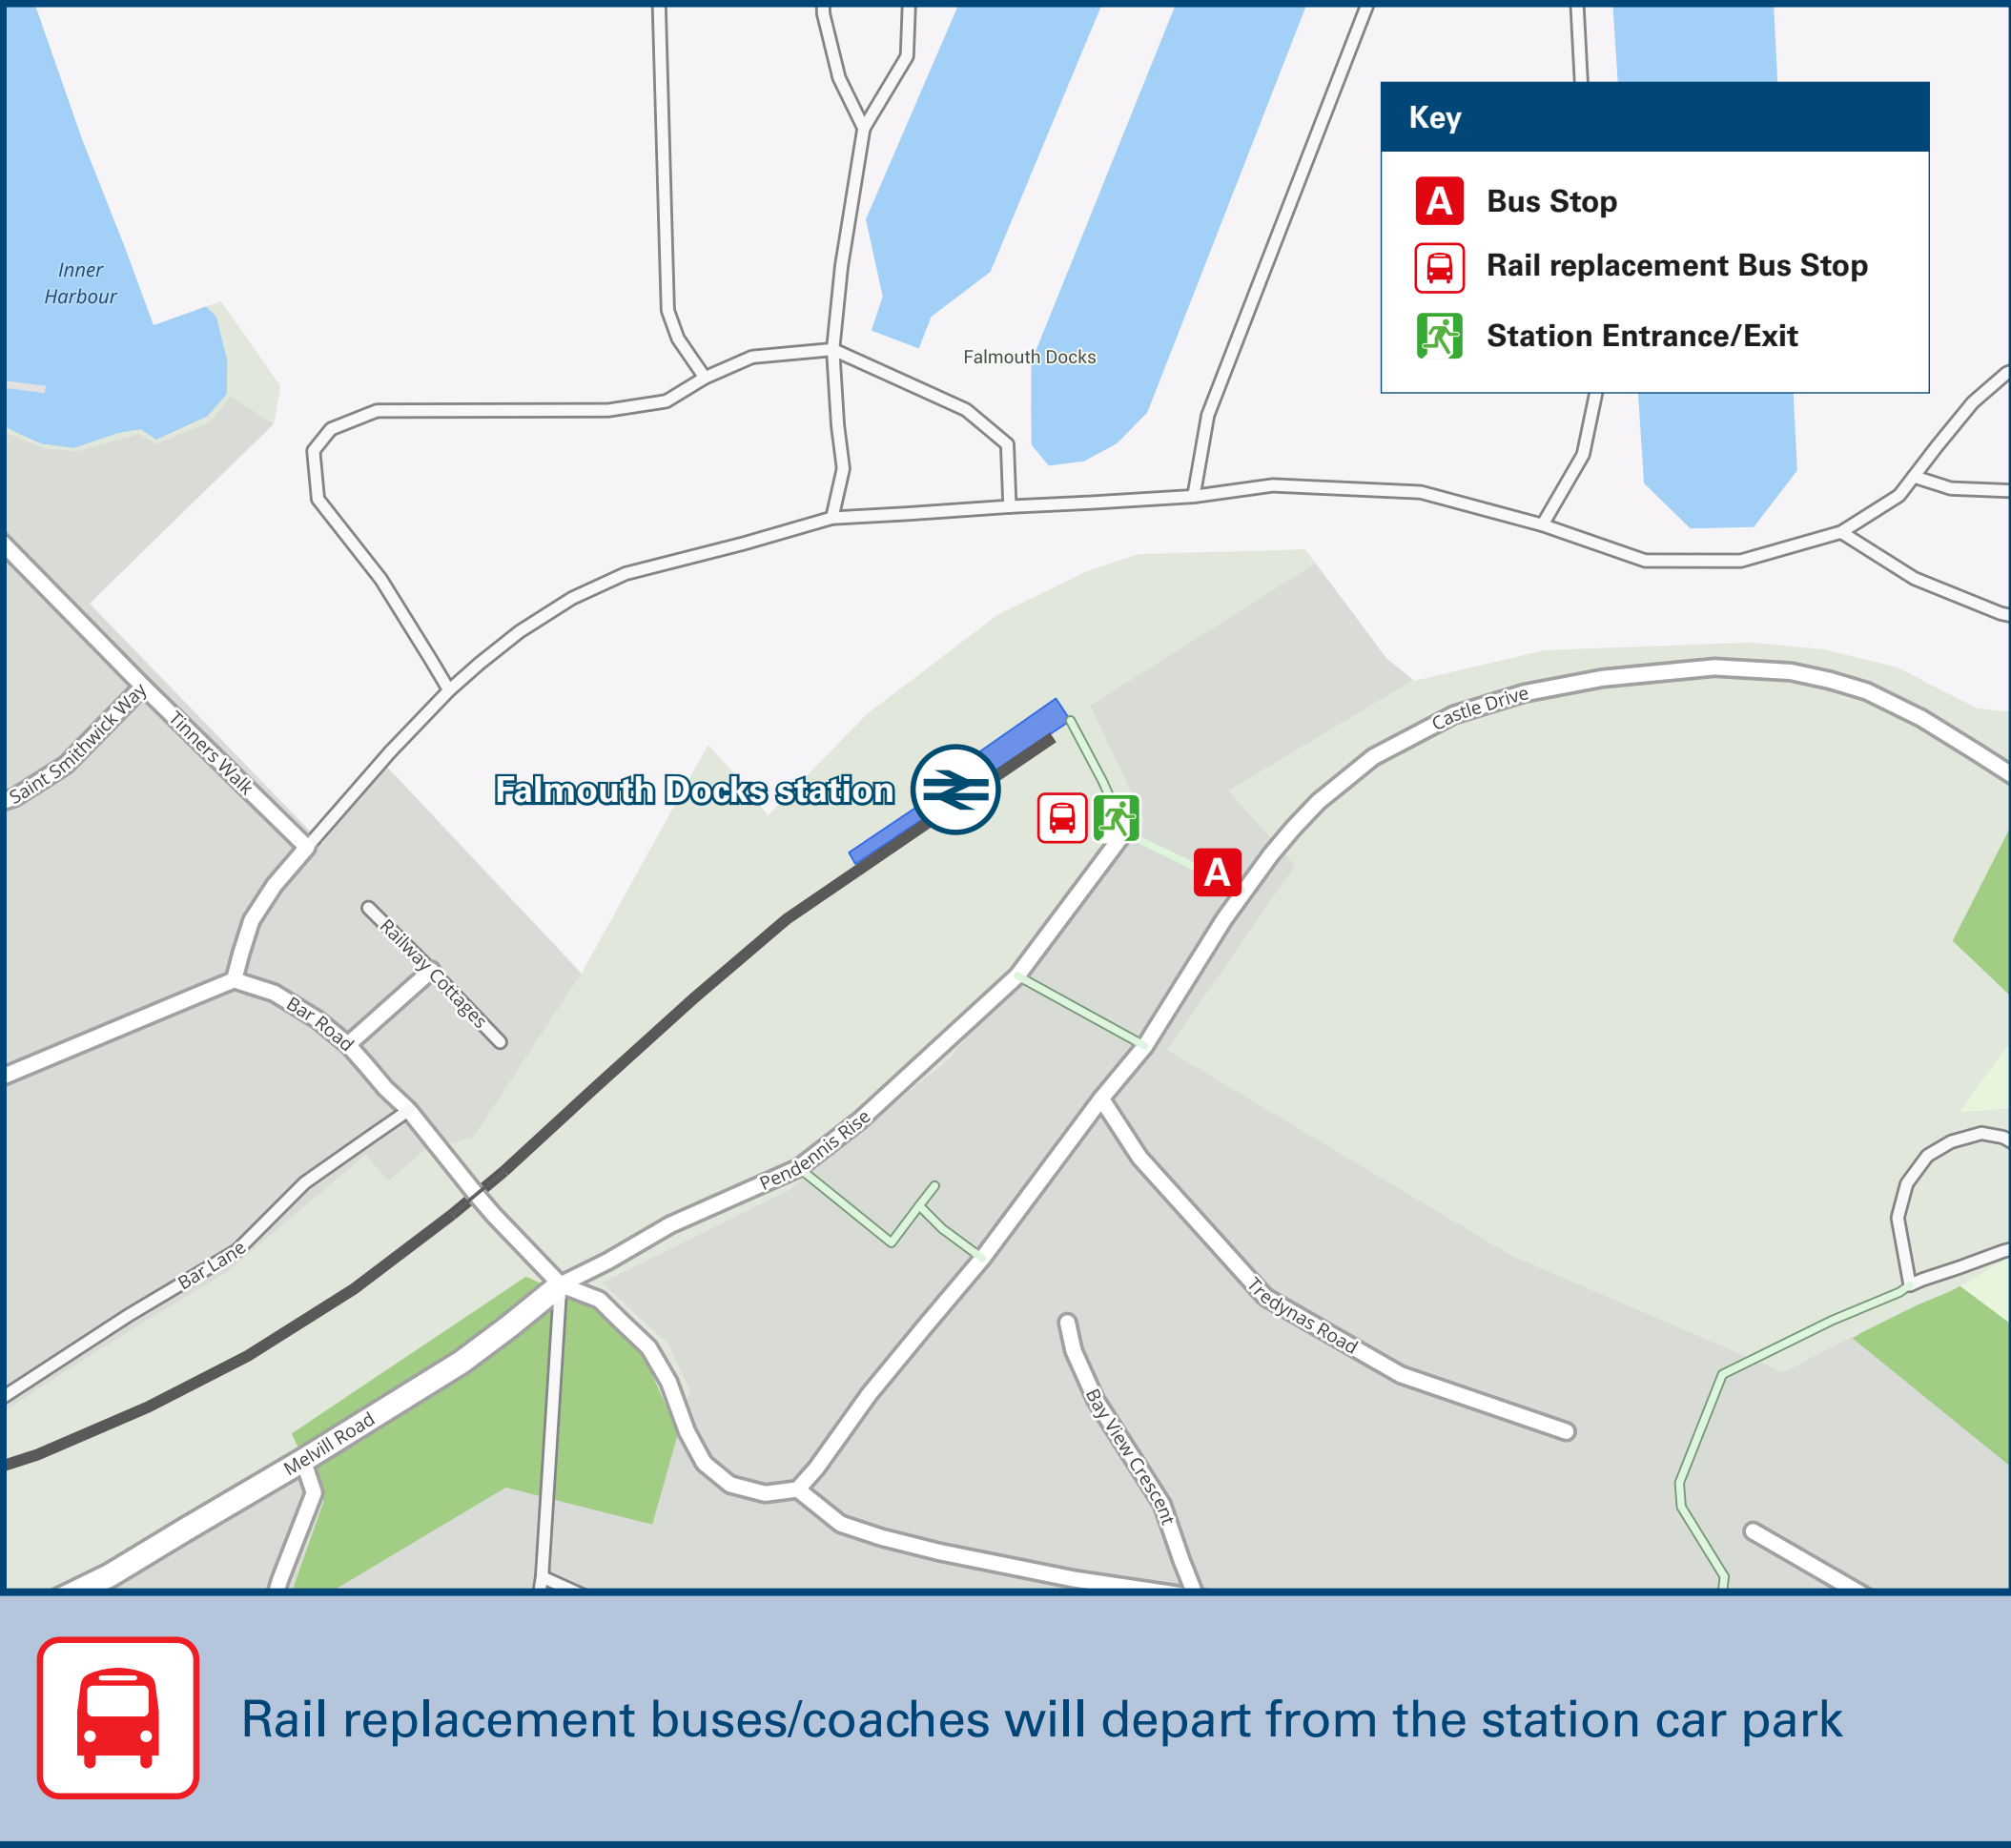 Key
A Bus Stop
Rail replacement Bus Stop
Station Entrance/Exit
Inner
Harbour
Falmouth Docks
Saint Smithwick Way
Tinners Walk
Castle Drive
Falmouth Docks station
A
Railway Cottages
Bar Road
Pendennis Rise
Bar Lane
Tredynas Road
Melvill Road
Bay View Crescent
Rail replacement buses/coaches will depart from the station car park